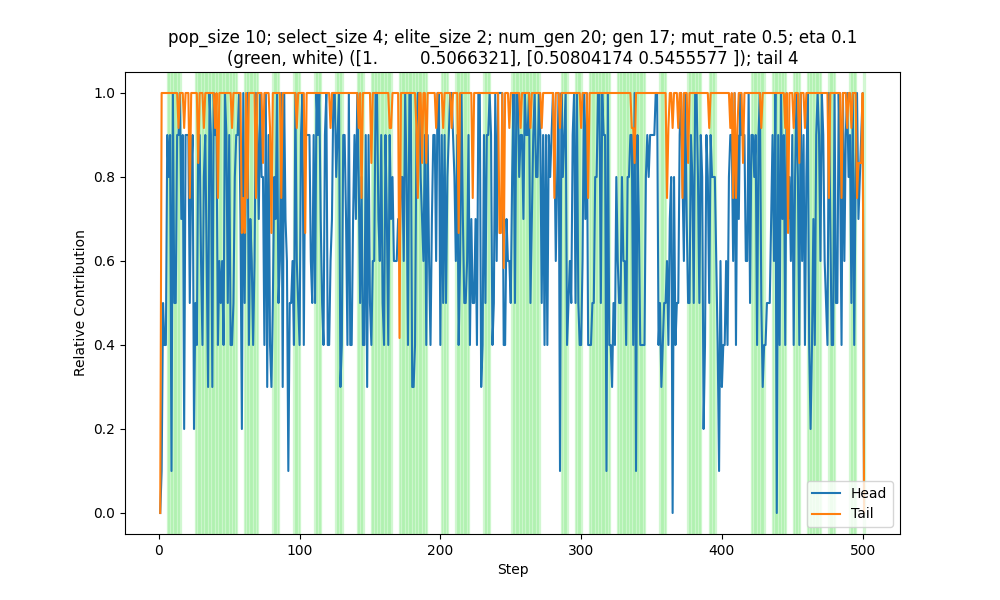 pop_size 10; select_size 4; elite_size 2; num_gen 20; gen 17; mut_rate 0.5; eta 0.1
(green, white) ([1.        0.5066321], [0.50804174 0.5455577 ]); tail 4
1.0
0.8
0.6
0.4
0.2
0.0
Relative Contribution
Head
Tail
0
100
200
300
400
500
Step